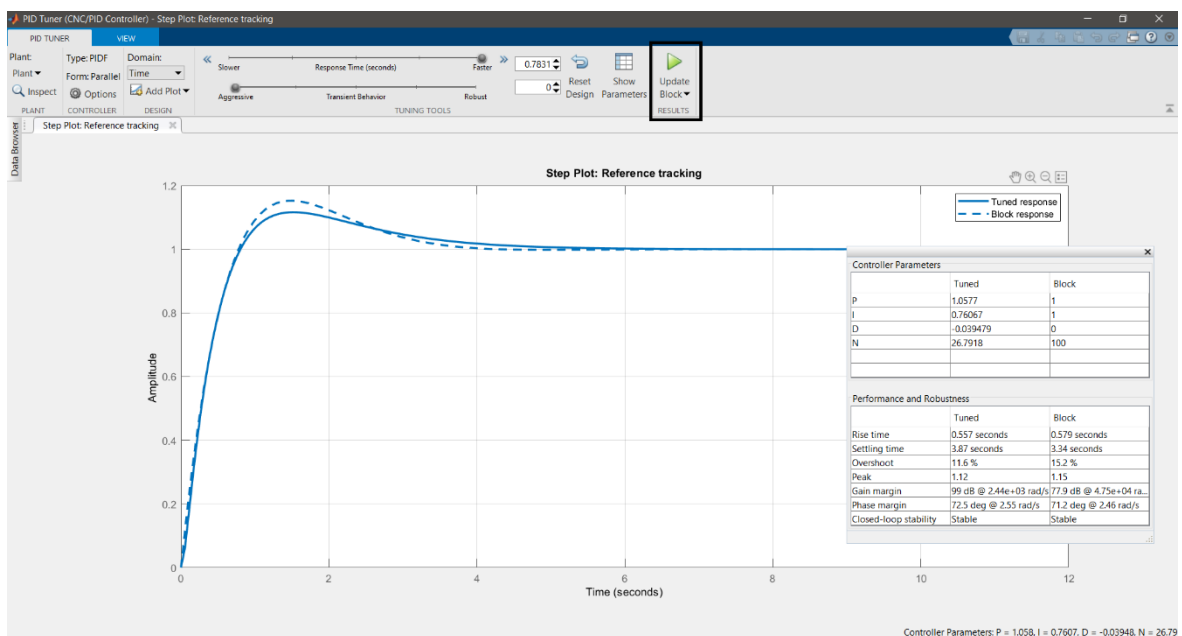 PID Tuner (CNC/PID Controller) - Step Plot: Reference tracking
PID TUNER VIEW
Plant: Type: PIDF Domain:
Plant Form: Parallel Time
Inspect Options Add Plot
PLANT CONTROLLER DESIGN
Slower Response Time (seconds) Faster 0.7831
Aggressive Transient Behavior Robust 0
Reset Design
Show Parameters
Update Block
TUNING TOOLS RESULTS
Data Browser
Step Plot: Reference tracking
Step Plot: Reference tracking
Tuned response
Block response
Amplitude
1.2
1
0.8
0.6
0.4
0.2
0
0 2 4 6 8 10 12
Time (seconds)
Controller Parameters
Tuned Block
P 1.0577 1
I 0.76067 1
D -0.039479 0
N 26.7918 100
Performance and Robustness
Tuned Block
Rise time 0.557 seconds 0.579 seconds
Settling time 3.87 seconds 3.34 seconds
Overshoot 11.6 % 15.2 %
Peak 1.12 1.15
Gain margin 99 dB @ 2.44e+03 rad/s 77.9 dB @ 4.75e+04 ra...
Phase margin 72.5 deg @ 2.55 rad/s 71.2 deg @ 2.46 rad/s
Closed-loop stability Stable Stable
Controller Parameters: P = 1.058, I = 0.7607, D = -0.03948, N = 26.79